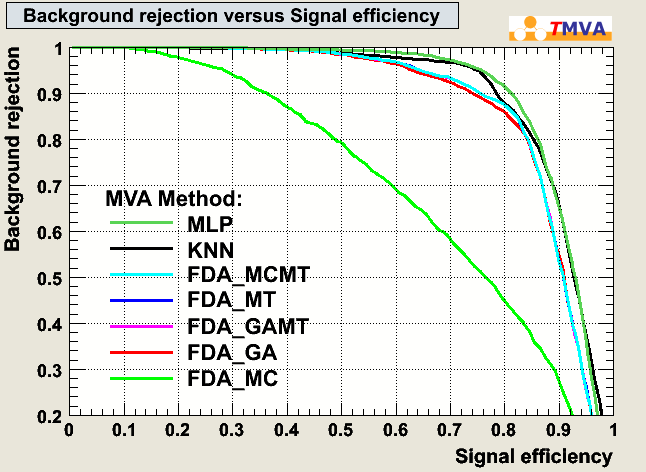 Background rejection versus Signal efficiency
TMVA
Background rejection
1
0.9
0.8
0.7
0.6
0.5
0.4
0.3
0.2
MVA Method:
MLP
KNN
FDA_MCMT
FDA_MT
FDA_GAMT
FDA_GA
FDA_MC
0 0.1 0.2 0.3 0.4 0.5 0.6 0.7 0.8 0.9 1
Signal efficiency